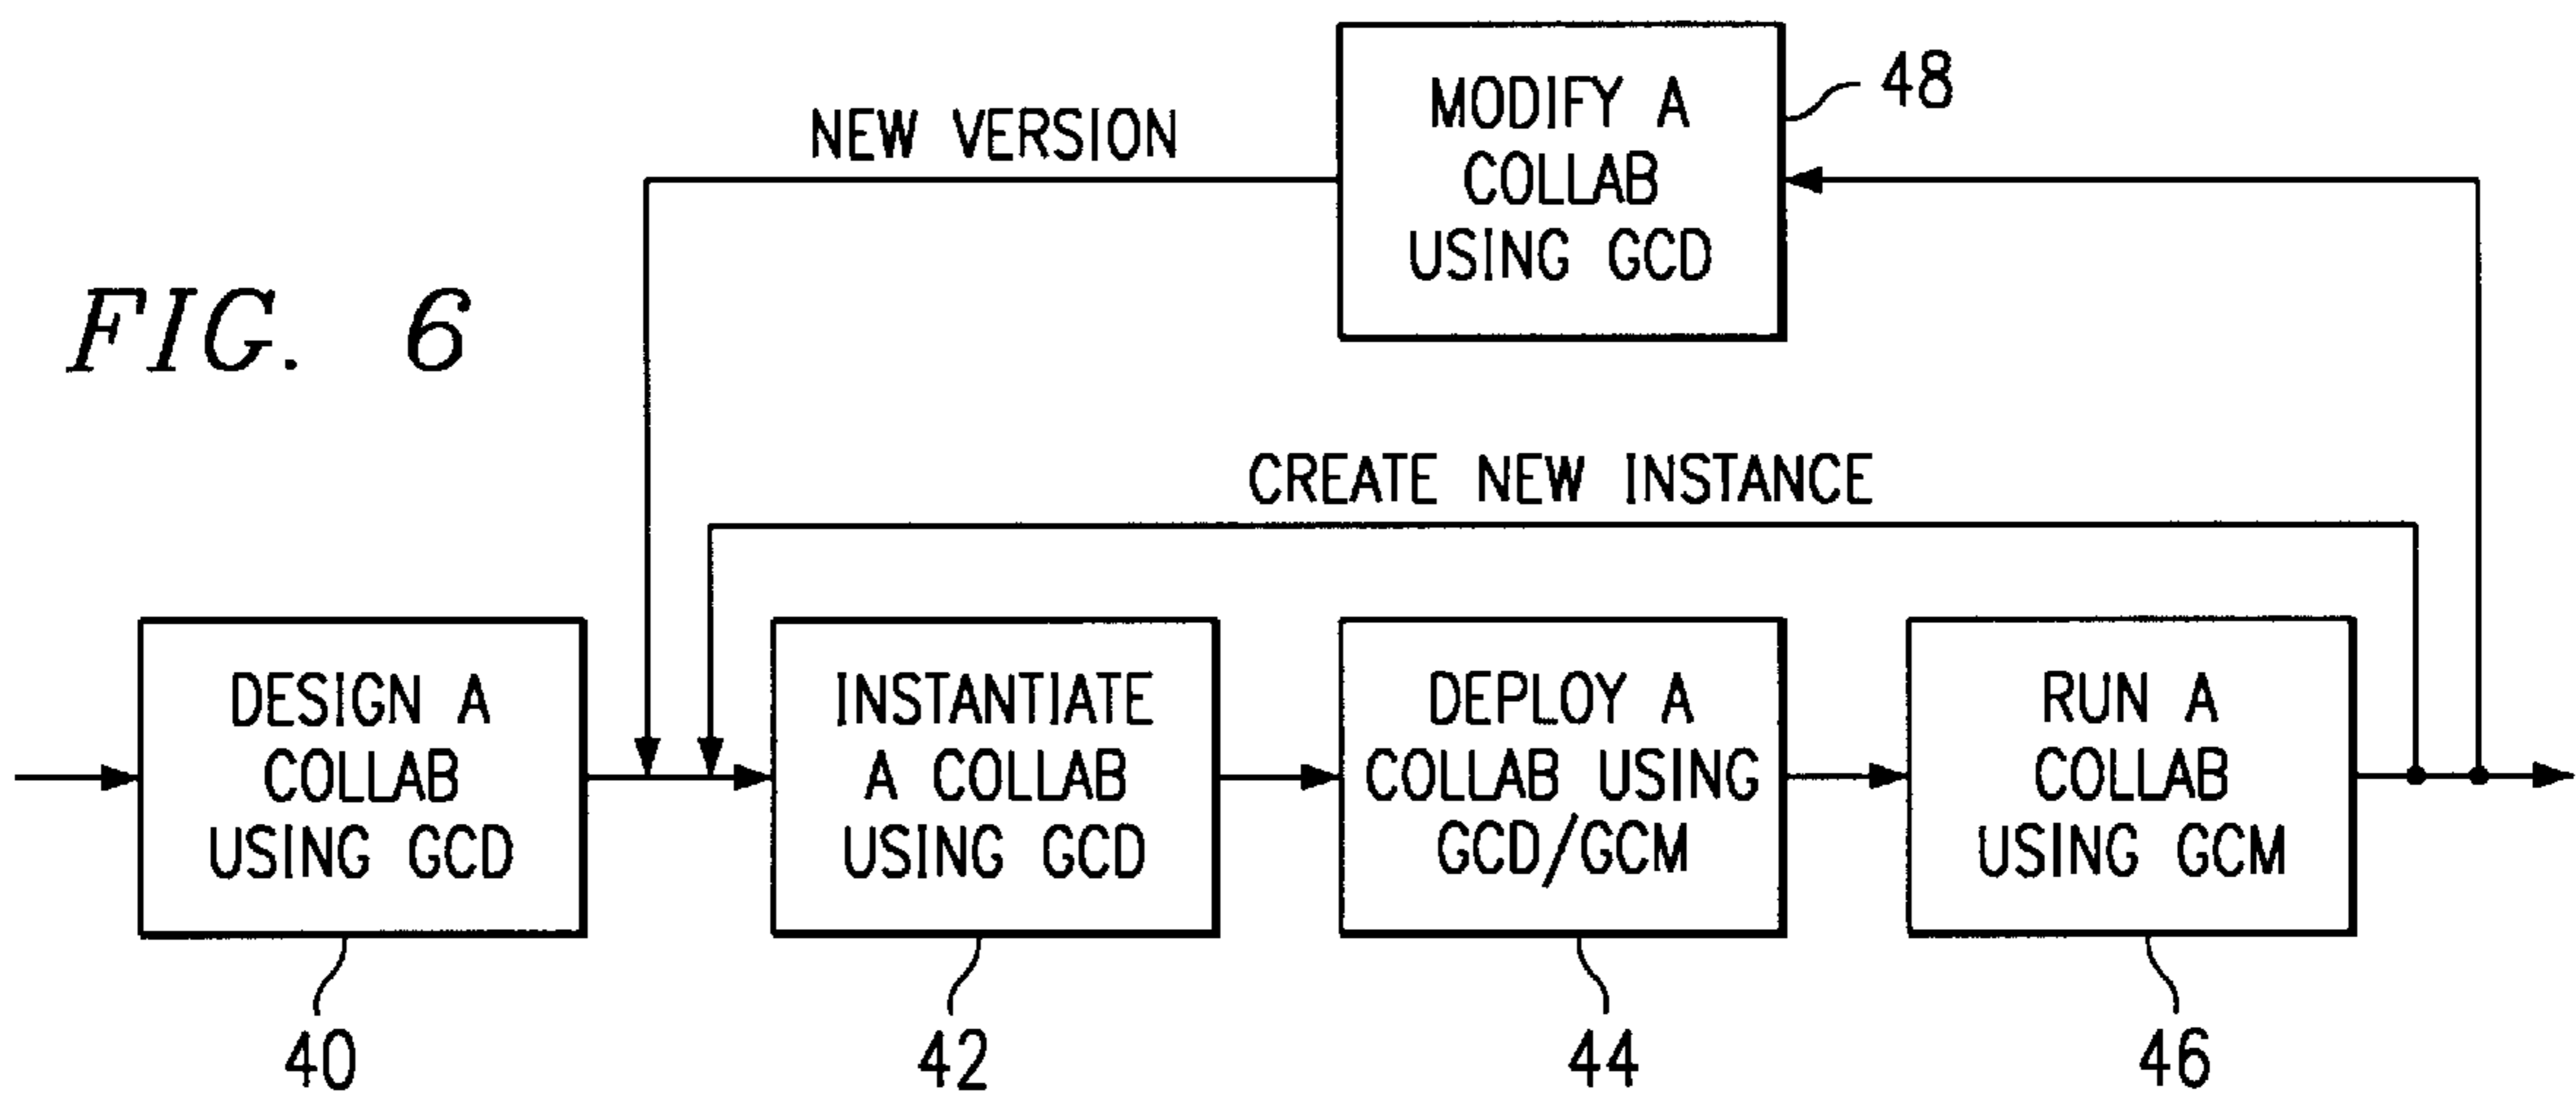 MODIFY A
COLLAB
USING GCD
48
NEW VERSION
FIG. 6
CREATE NEW INSTANCE
DESIGN A
COLLAB
USING GCD
INSTANTIATE
A COLLAB
USING GCD
DEPLOY A
COLLAB USING
GCD/GCM
RUN A
COLLAB
USING GCM
40
42
44
46